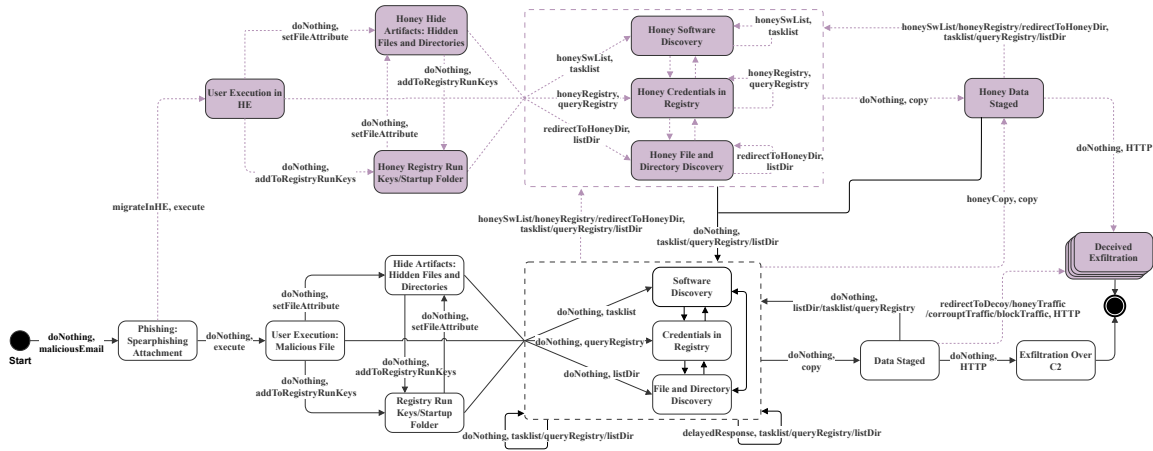 doNothing,
setFileAttribute
Honey Hide
Artifacts: Hidden
Files and Directories
doNothing,
addToRegistryRunKeys
User Execution in
HE
doNothing,
setFileAttribute
doNothing,
addToRegistryRunKeys
Honey Registry Run
Keys/Startup Folder
migrateInHE, execute
honeySwList,
tasklist
honeyRegistry,
queryRegistry
redirectToHoneyDir,
listDir
Honey Software
Discovery
honeySwList,
tasklist
Honey Credentials in
Registry
honeyRegistry,
queryRegistry
Honey File and
Directory Discovery
redirectToHoneyDir,
listDir
honeySwList/honeyRegistry/redirectToHoneyDir,
tasklist/queryRegistry/listDir
doNothing, copy
Honey Data
Staged
doNothing, HTTP
honeyCopy, copy
honeySwList/honeyRegistry/redirectToHoneyDir,
tasklist/queryRegistry/listDir
doNothing,
tasklist/queryRegistry/listDir
Deceived
Exfiltration
Start
doNothing,
maliciousEmail
Phishing:
Spearphishing
Attachment
doNothing,
execute
doNothing,
setFileAttribute
User Execution:
Malicious File
doNothing,
addToRegistryRunKeys
Hide Artifacts:
Hidden Files and
Directories
doNothing,
setFileAttribute
doNothing,
addToRegistryRunKeys
Registry Run
Keys/Startup
Folder
doNothing, tasklist
doNothing, queryRegistry
doNothing, listDir
Software
Discovery
Credentials in
Registry
File and Directory
Discovery
doNothing, tasklist/queryRegistry/listDir
delayedResponse, tasklist/queryRegistry/listDir
doNothing,
listDir/tasklist/queryRegistry
redirectToDecoy/honeyTraffic
/corrouptTraffic/blockTraffic, HTTP
doNothing,
copy
Data Staged
doNothing,
HTTP
Exfiltration Over
C2